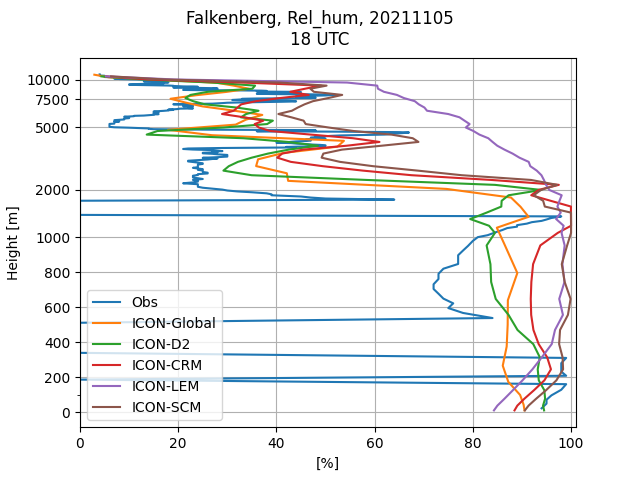 Falkenberg, Rel_hum, 20211105
18 UTC
Height [m]
10000
7500
5000
2000
1000
800
600
400
200
0
Obs
ICON-Global
ICON-D2
ICON-CRM
ICON-LEM
ICON-SCM
0 20 40 60 80 100
[%]